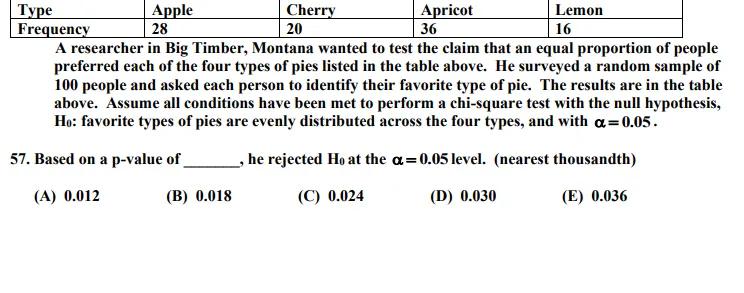 Type Apple Cherry Apricot Lemon
Frequency 28 20 36 16
A researcher in Big Timber, Montana wanted to test the claim that an equal proportion of people
preferred each of the four types of pies listed in the table above. He surveyed a random sample of
100 people and asked each person to identify their favorite type of pie. The results are in the table
above. Assume all conditions have been met to perform a chi-square test with the null hypothesis,
H₀: favorite types of pies are evenly distributed across the four types, and with α=0.05.
57. Based on a p-value of _______, he rejected H₀ at the α=0.05 level. (nearest thousandth)
(A) 0.012 (B) 0.018 (C) 0.024 (D) 0.030 (E) 0.036